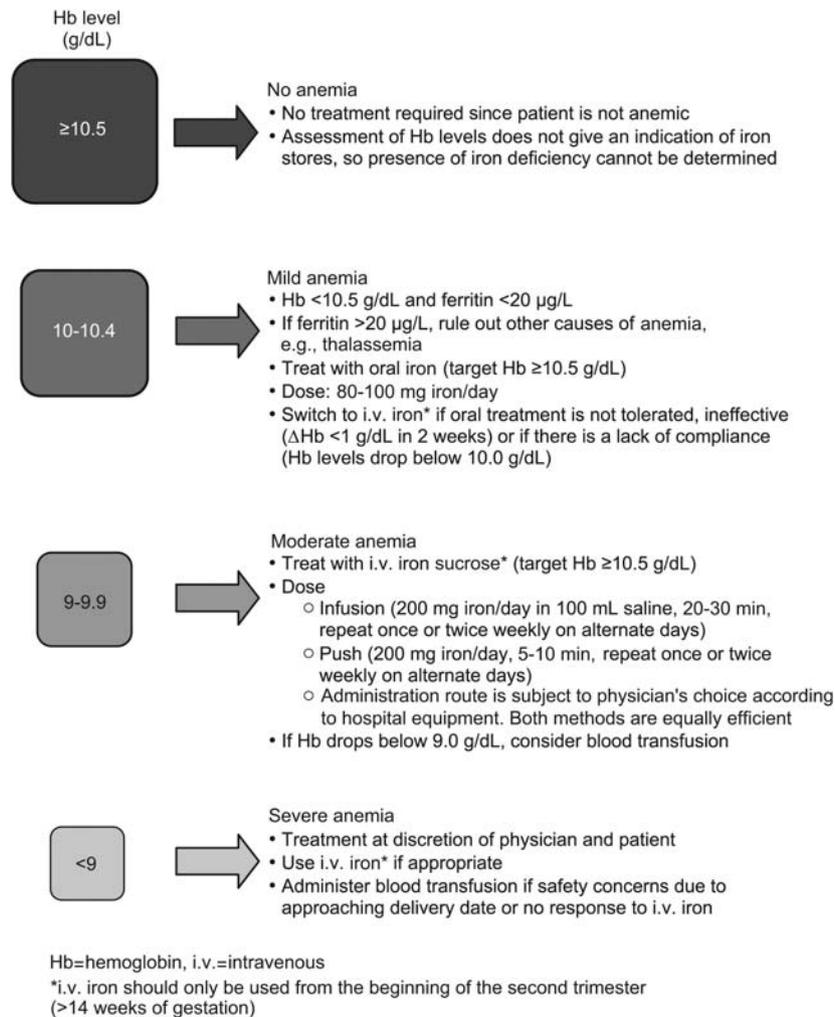 Hb level
(g/dL)
≥10.5
No anemia
• No treatment required since patient is not anemic
• Assessment of Hb levels does not give an indication of iron
stores, so presence of iron deficiency cannot be determined
10-10.4
Mild anemia
• Hb <10.5 g/dL and ferritin <20 µg/L
• If ferritin >20 µg/L, rule out other causes of anemia,
e.g., thalassemia
• Treat with oral iron (target Hb ≥10.5 g/dL)
• Dose: 80-100 mg iron/day
• Switch to i.v. iron* if oral treatment is not tolerated, ineffective
(∆Hb <1 g/dL in 2 weeks) or if there is a lack of compliance
(Hb levels drop below 10.0 g/dL)
9-9.9
Moderate anemia
• Treat with i.v. iron sucrose* (target Hb ≥10.5 g/dL)
• Dose
○ Infusion (200 mg iron/day in 100 mL saline, 20-30 min,
repeat once or twice weekly on alternate days)
○ Push (200 mg iron/day, 5-10 min, repeat once or twice
weekly on alternate days)
○ Administration route is subject to physician's choice according
to hospital equipment. Both methods are equally efficient
• If Hb drops below 9.0 g/dL, consider blood transfusion
<9
Severe anemia
• Treatment at discretion of physician and patient
• Use i.v. iron* if appropriate
• Administer blood transfusion if safety concerns due to
approaching delivery date or no response to i.v. iron
Hb=hemoglobin, i.v.=intravenous
*i.v. iron should only be used from the beginning of the second trimester
(>14 weeks of gestation)